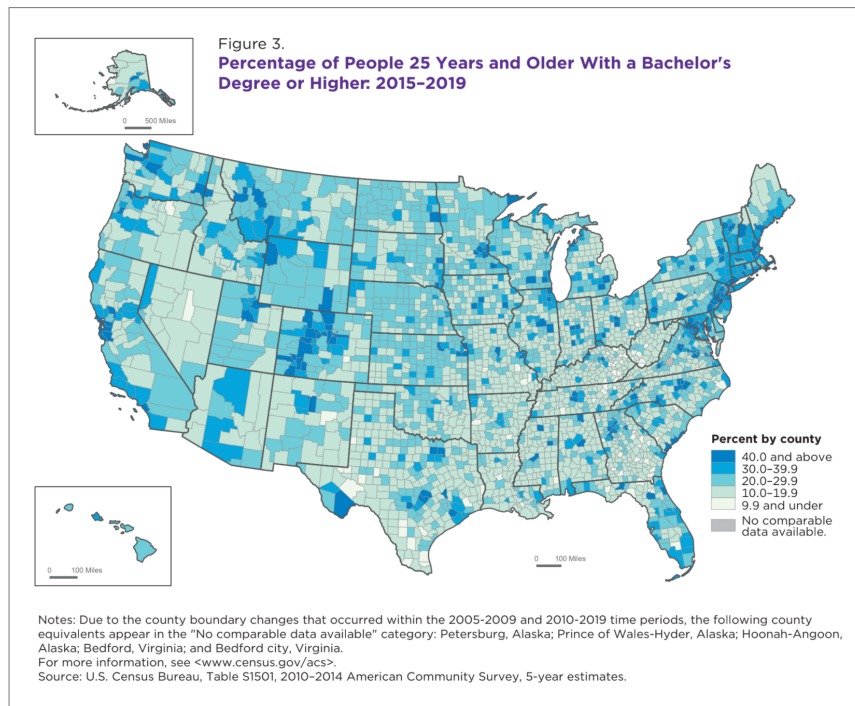 Figure 3.
Percentage of People 25 Years and Older With a Bachelor's
Degree or Higher: 2015–2019
0 500 Miles
Percent by county
40.0 and above
30.0–39.9
20.0–29.9
10.0–19.9
9.9 and under
No comparable
data available.
0 100 Miles
0 100 Miles
Notes: Due to the county boundary changes that occurred within the 2005-2009 and 2010-2019 time periods, the following county
equivalents appear in the "No comparable data available" category: Petersburg, Alaska; Prince of Wales-Hyder, Alaska; Hoonah-Angoon,
Alaska; Bedford, Virginia; and Bedford city, Virginia.
For more information, see <www.census.gov/acs>.
Source: U.S. Census Bureau, Table S1501, 2010–2014 American Community Survey, 5-year estimates.